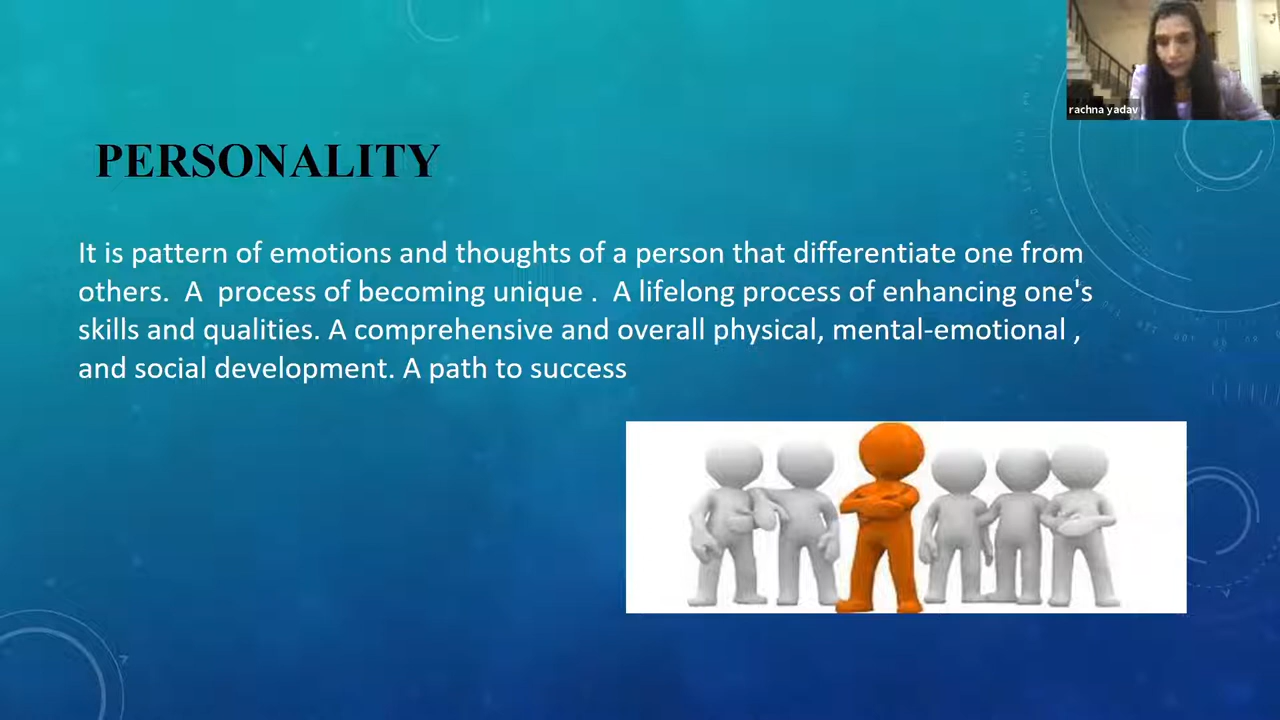 rachna yadav
PERSONALITY
It is pattern of emotions and thoughts of a person that differentiate one from
others.  A  process of becoming unique .  A lifelong process of enhancing one's
skills and qualities. A comprehensive and overall physical, mental-emotional ,
and social development. A path to success